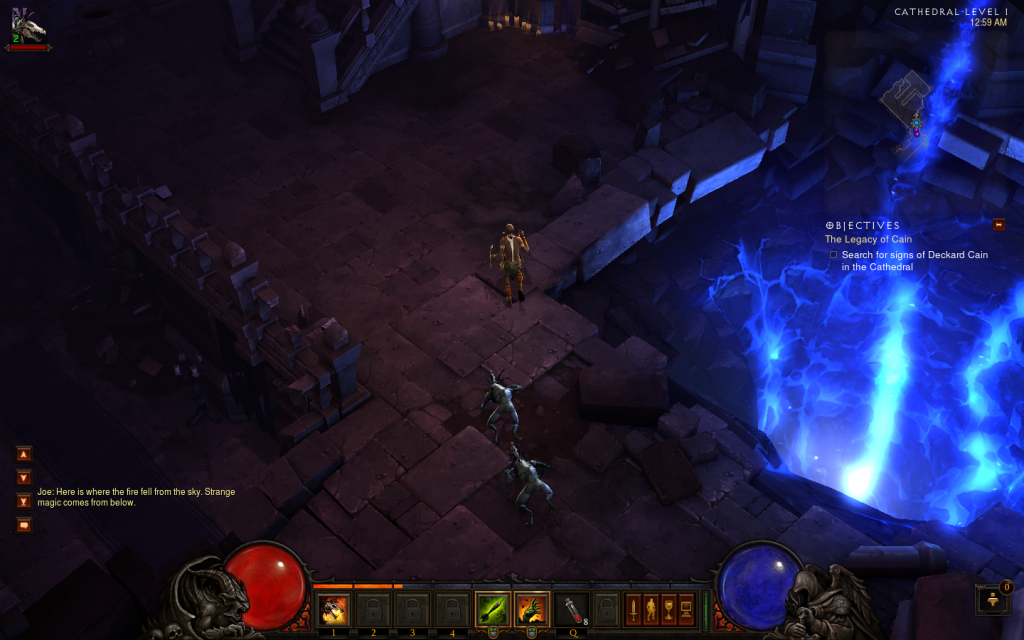 CATHEDRAL LEVEL 1
12:59 AM
2
OBJECTIVES
The Legacy of Cain
Search for signs of Deckard Cain
in the Cathedral
Joe: Here is where the fire fell from the sky. Strange
magic comes from below.
8
0
1 2 3 4 Q